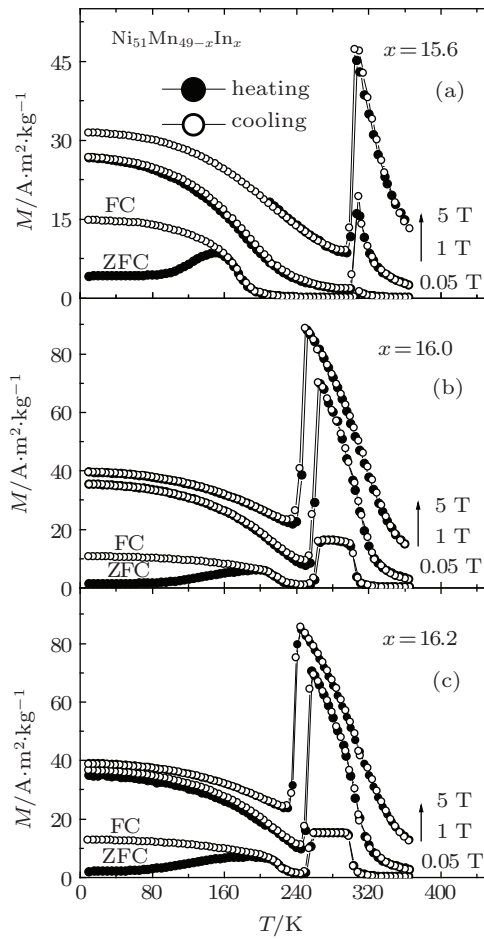 Ni₅₁Mn₄₉₋ₓInₓ
x=15.6
heating
cooling
(a)
FC
ZFC
5 T
1 T
0.05 T
M/A·m²·kg⁻¹
45
30
15
0
x=16.0
(b)
FC
ZFC
5 T
1 T
0.05 T
M/A·m²·kg⁻¹
80
60
40
20
0
x=16.2
(c)
FC
ZFC
5 T
1 T
0.05 T
M/A·m²·kg⁻¹
80
60
40
20
0
0 80 160 240 320 400
T/K